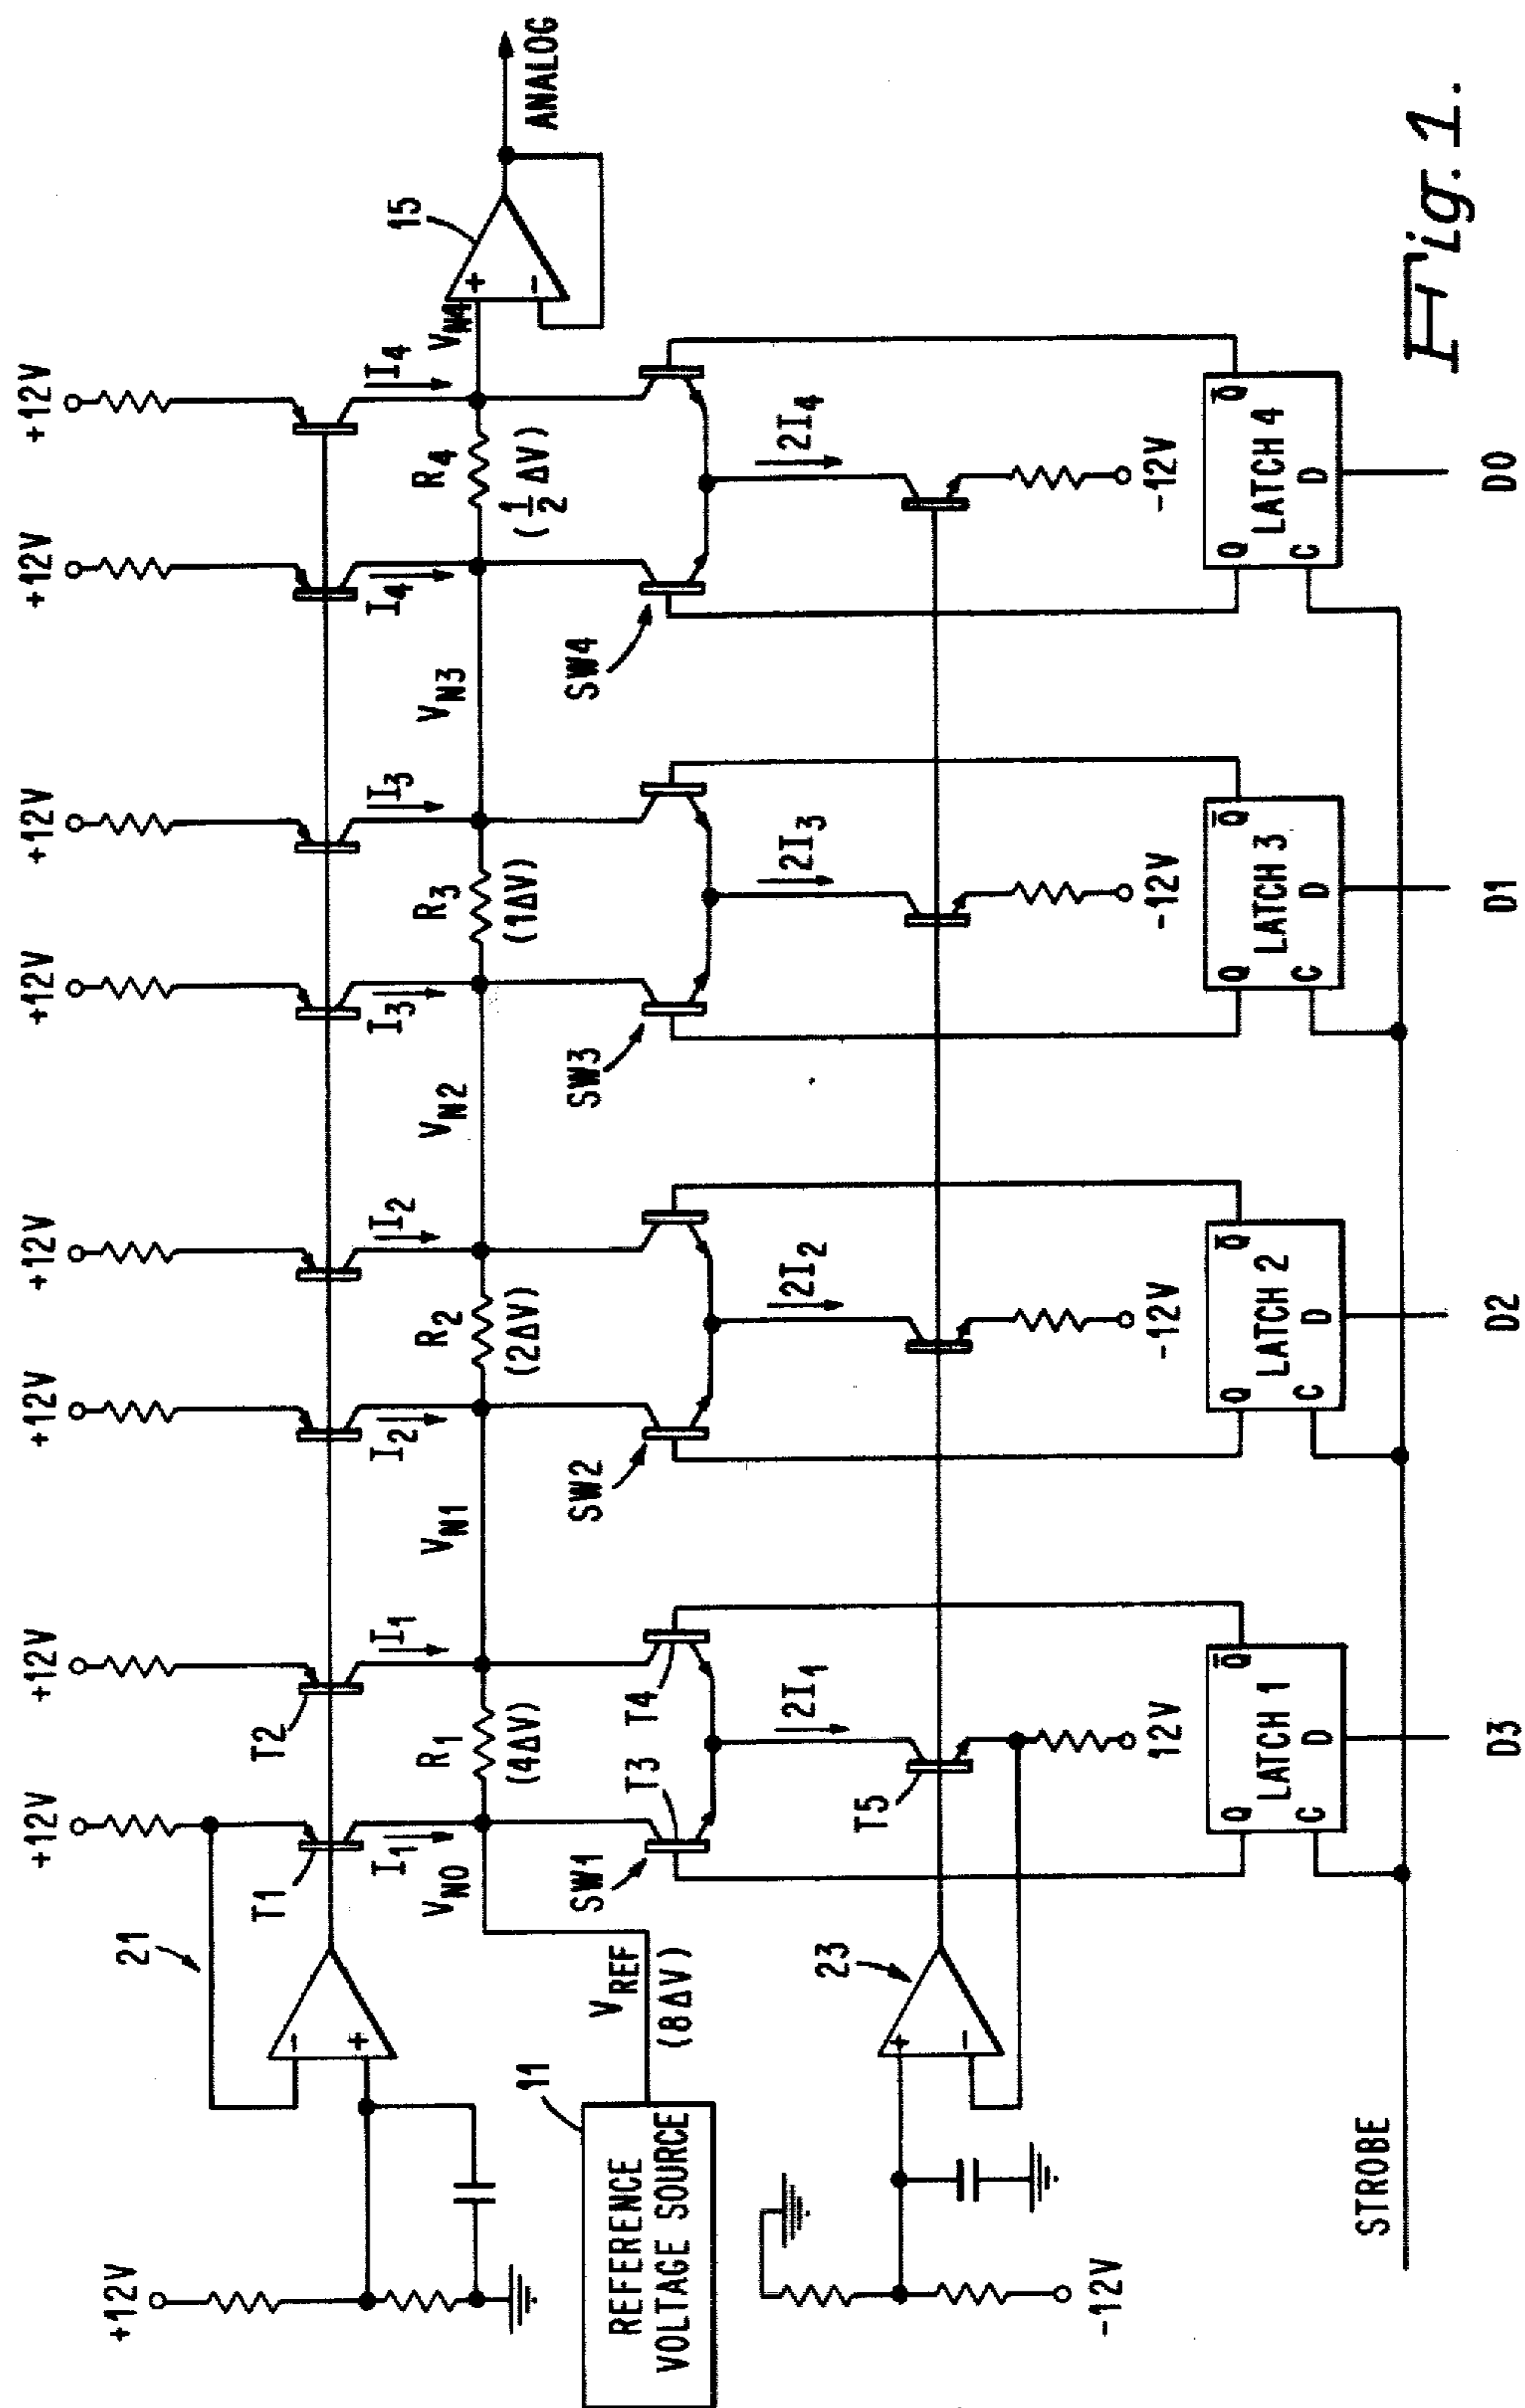 +12V +12V +12V +12V +12V +12V +12V +12V +12V
21
T1
T2
I1 I1 I2 I2 I3 I3 I4 I4
- +
VN0 VN1 VN2 VN3 VN4
15
+ -
ANALOG
R1 R2 R3 R4
(4ΔV) (2ΔV) (1ΔV) (1/2 ΔV)
11
REFERENCE
VOLTAGE SOURCE
VREF
(8ΔV)
SW1 T3 T4 SW2 SW3 SW4
2I1 2I2 2I3 2I4
23
+ -
T5
-12V 12V -12V -12V -12V
Q Q̅ Q Q̅ Q Q̅ Q Q̅
LATCH 1 LATCH 2 LATCH 3 LATCH 4
C D C D C D C D
STROBE
D3 D2 D1 D0
Fig. 1.